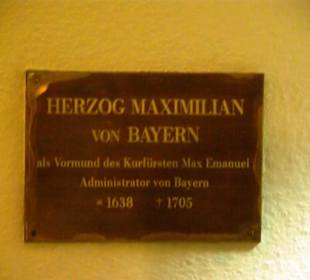 HERZOG MAXIMILIAN
VON BAYERN
als Vormund des Kurfürsten Max Emanuel
Administrator von Bayern
* 1638 † 1705